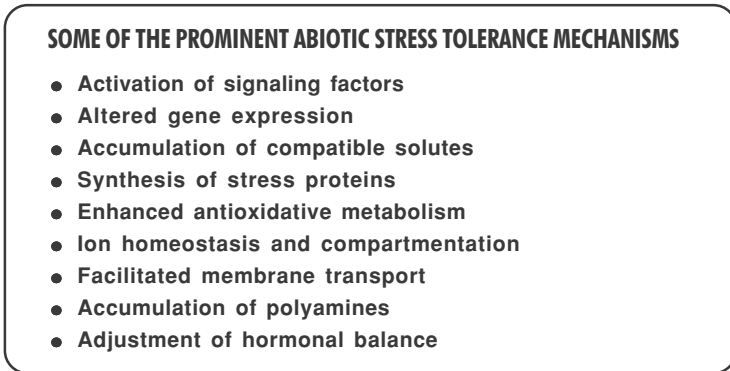 SOME OF THE PROMINENT ABIOTIC STRESS TOLERANCE MECHANISMS
● Activation of signaling factors
● Altered gene expression
● Accumulation of compatible solutes
● Synthesis of stress proteins
● Enhanced antioxidative metabolism
● Ion homeostasis and compartmentation
● Facilitated membrane transport
● Accumulation of polyamines
● Adjustment of hormonal balance